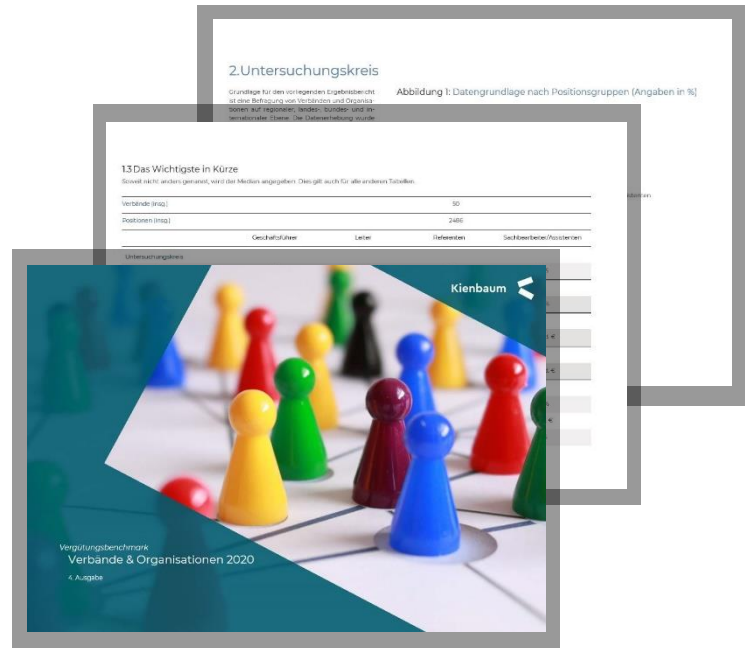 2.Untersuchungskreis
Grundlage für den vorliegenden Ergebnisbericht
ist eine Befragung von Verbänden und Organisa-
tionen auf regionaler, landes-, bundes- und in-
ternationaler Ebene. Die Datenerhebung wurde
Abbildung 1: Datengrundlage nach Positionsgruppen (Angaben in %)
1.3 Das Wichtigste in Kürze
Soweit nicht anders genannt, wird der Median angegeben. Dies gilt auch für alle anderen Tabellen.
Verbände (insg.) 50
Positionen (insg.) 2486
Geschäftsführer Leiter Referenten Sachbearbeiter/Assistenten
Untersuchungskreis
Kienbaum
Vergütungsbenchmark
Verbände & Organisationen 2020
4. Ausgabe